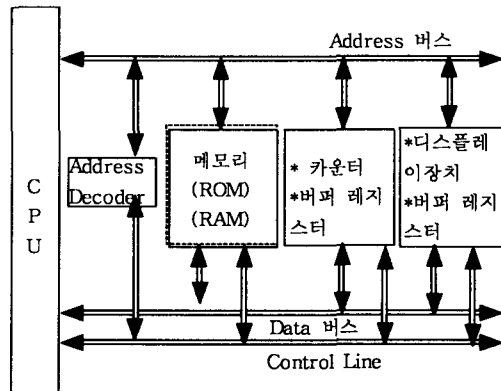 Address 버스
C
P
U
Address
Decoder
메모리
(ROM)
(RAM)
* 카운터
*버퍼 레지
스터
*디스플레
이장치
*버퍼 레지
스터
Data 버스
Control Line